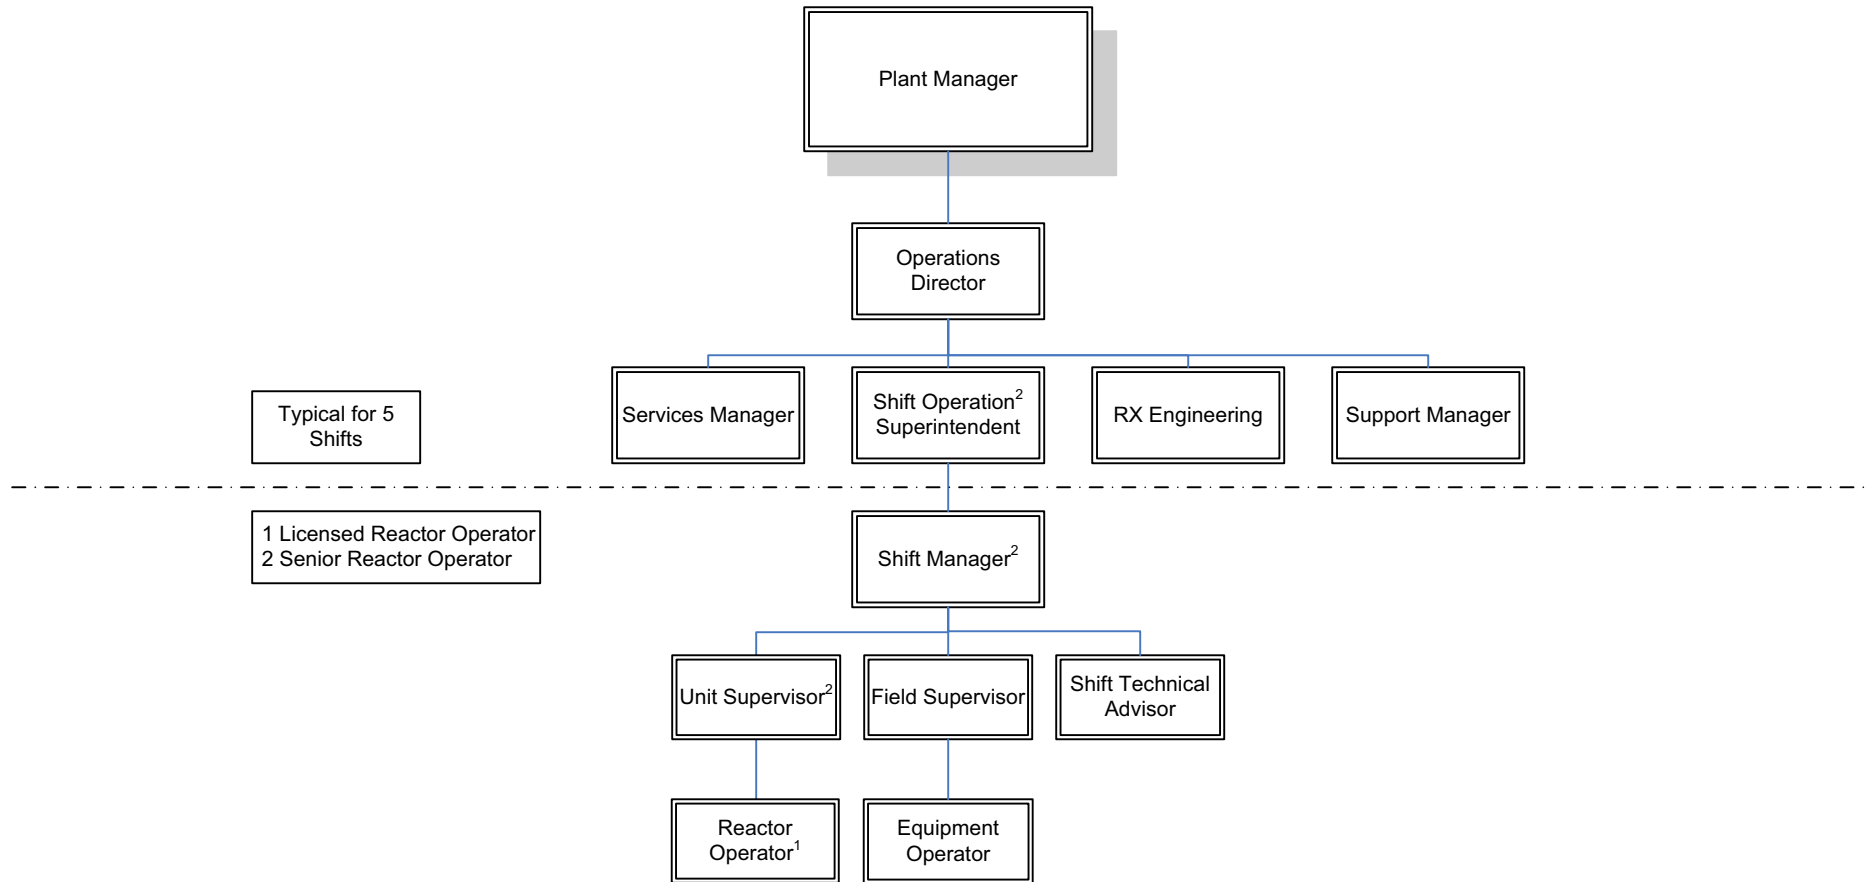 Plant Manager
Operations
Director
Services Manager
Shift Operation²
Superintendent
RX Engineering
Support Manager
Typical for 5
Shifts
1 Licensed Reactor Operator
2 Senior Reactor Operator
Shift Manager²
Unit Supervisor²
Field Supervisor
Shift Technical
Advisor
Reactor
Operator¹
Equipment
Operator